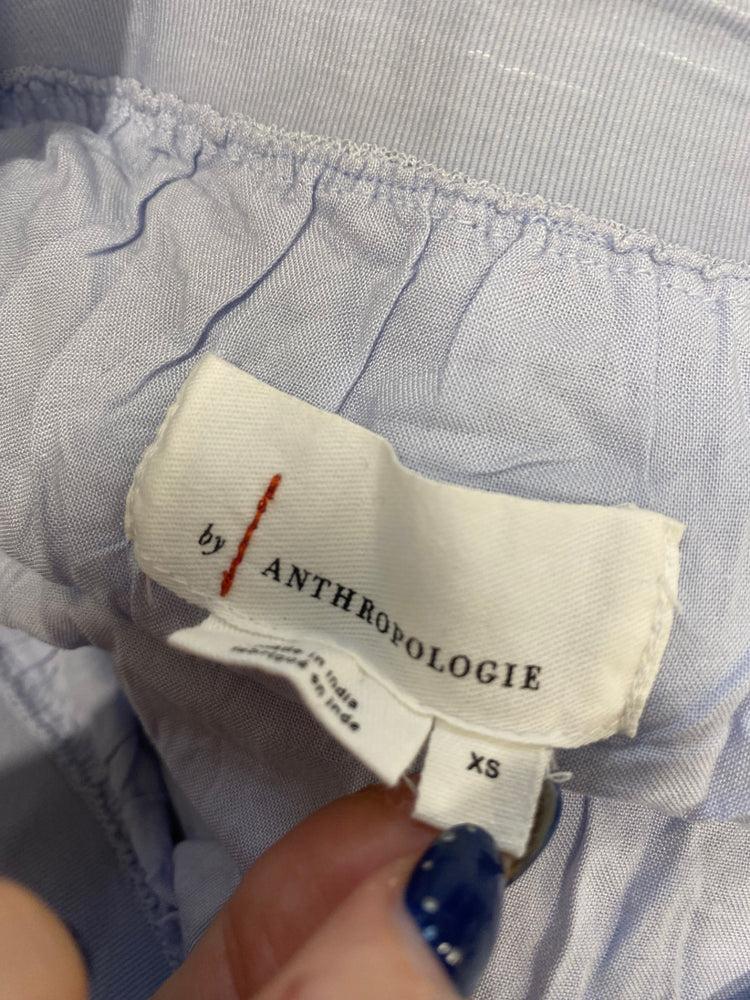 by ANTHROPOLOGIE
made in India
fabriqué en Inde
XS